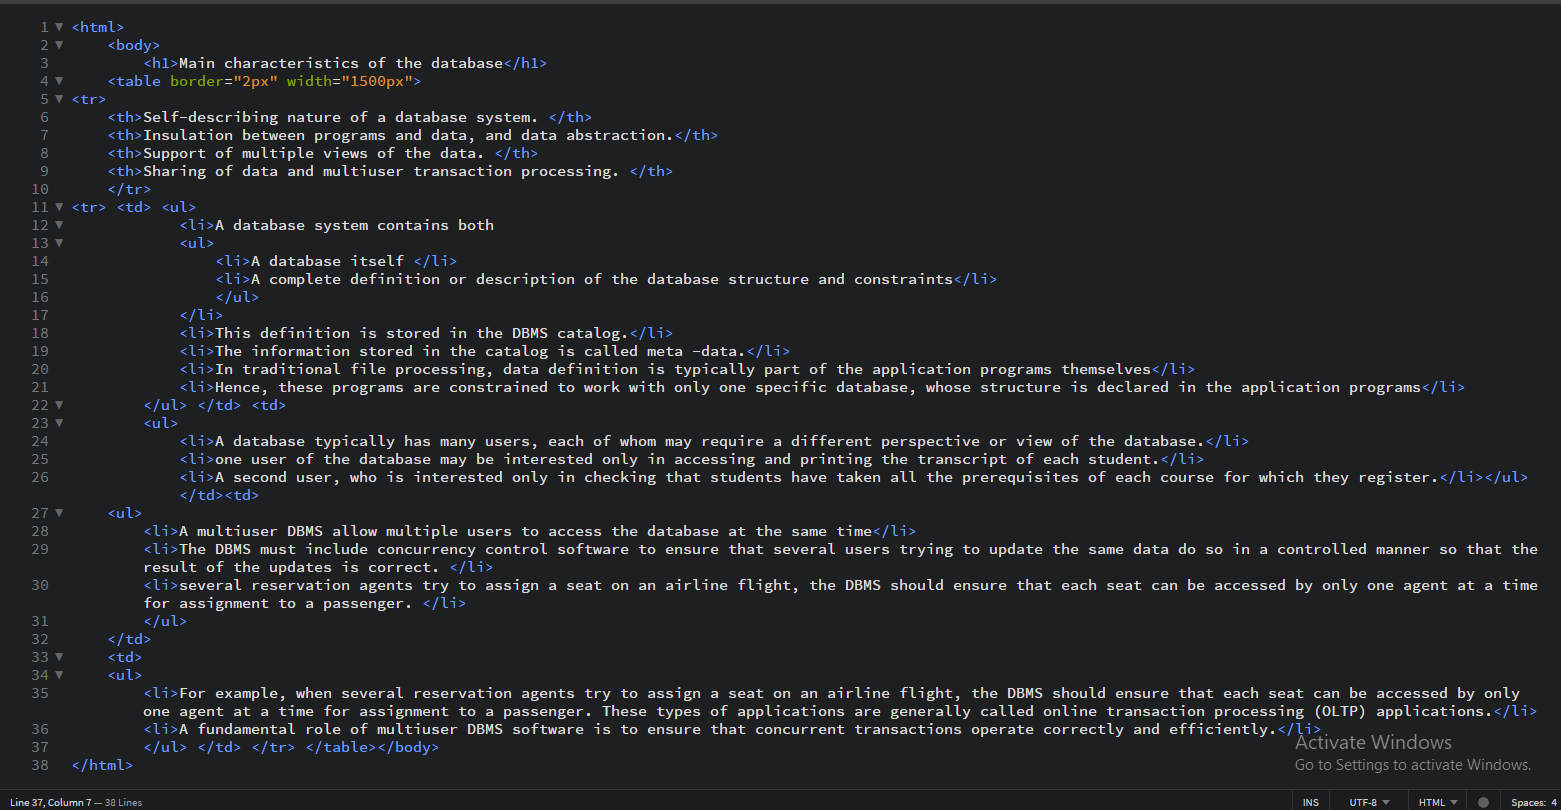 1 ▼ <html>
2 ▼ <body>
3 <h1>Main characteristics of the database</h1>
4 ▼ <table border="2px" width="1500px">
5 ▼ <tr>
6 <th>Self-describing nature of a database system. </th>
7 <th>Insulation between programs and data, and data abstraction.</th>
8 <th>Support of multiple views of the data. </th>
9 <th>Sharing of data and multiuser transaction processing. </th>
10 </tr>
11 ▼ <tr> <td> <ul>
12 ▼ <li>A database system contains both
13 ▼ <ul>
14 <li>A database itself </li>
15 <li>A complete definition or description of the database structure and constraints</li>
16 </ul>
17 </li>
18 <li>This definition is stored in the DBMS catalog.</li>
19 <li>The information stored in the catalog is called meta -data.</li>
20 <li>In traditional file processing, data definition is typically part of the application programs themselves</li>
21 <li>Hence, these programs are constrained to work with only one specific database, whose structure is declared in the application programs</li>
22 ▼ </ul> </td> <td>
23 ▼ <ul>
24 <li>A database typically has many users, each of whom may require a different perspective or view of the database.</li>
25 <li>one user of the database may be interested only in accessing and printing the transcript of each student.</li>
26 <li>A second user, who is interested only in checking that students have taken all the prerequisites of each course for which they register.</li></ul>
</td><td>
27 ▼ <ul>
28 <li>A multiuser DBMS allow multiple users to access the database at the same time</li>
29 <li>The DBMS must include concurrency control software to ensure that several users trying to update the same data do so in a controlled manner so that the
result of the updates is correct. </li>
30 <li>several reservation agents try to assign a seat on an airline flight, the DBMS should ensure that each seat can be accessed by only one agent at a time
for assignment to a passenger. </li>
31 </ul>
32 </td>
33 ▼ <td>
34 ▼ <ul>
35 <li>For example, when several reservation agents try to assign a seat on an airline flight, the DBMS should ensure that each seat can be accessed by only
one agent at a time for assignment to a passenger. These types of applications are generally called online transaction processing (OLTP) applications.</li>
36 <li>A fundamental role of multiuser DBMS software is to ensure that concurrent transactions operate correctly and efficiently.</li>
37 </ul> </td> </tr> </table></body>
38 </html>
Activate Windows
Go to Settings to activate Windows.
Line 37, Column 7 — 38 Lines INS UTF-8 ▼ HTML ▼ Spaces: 4